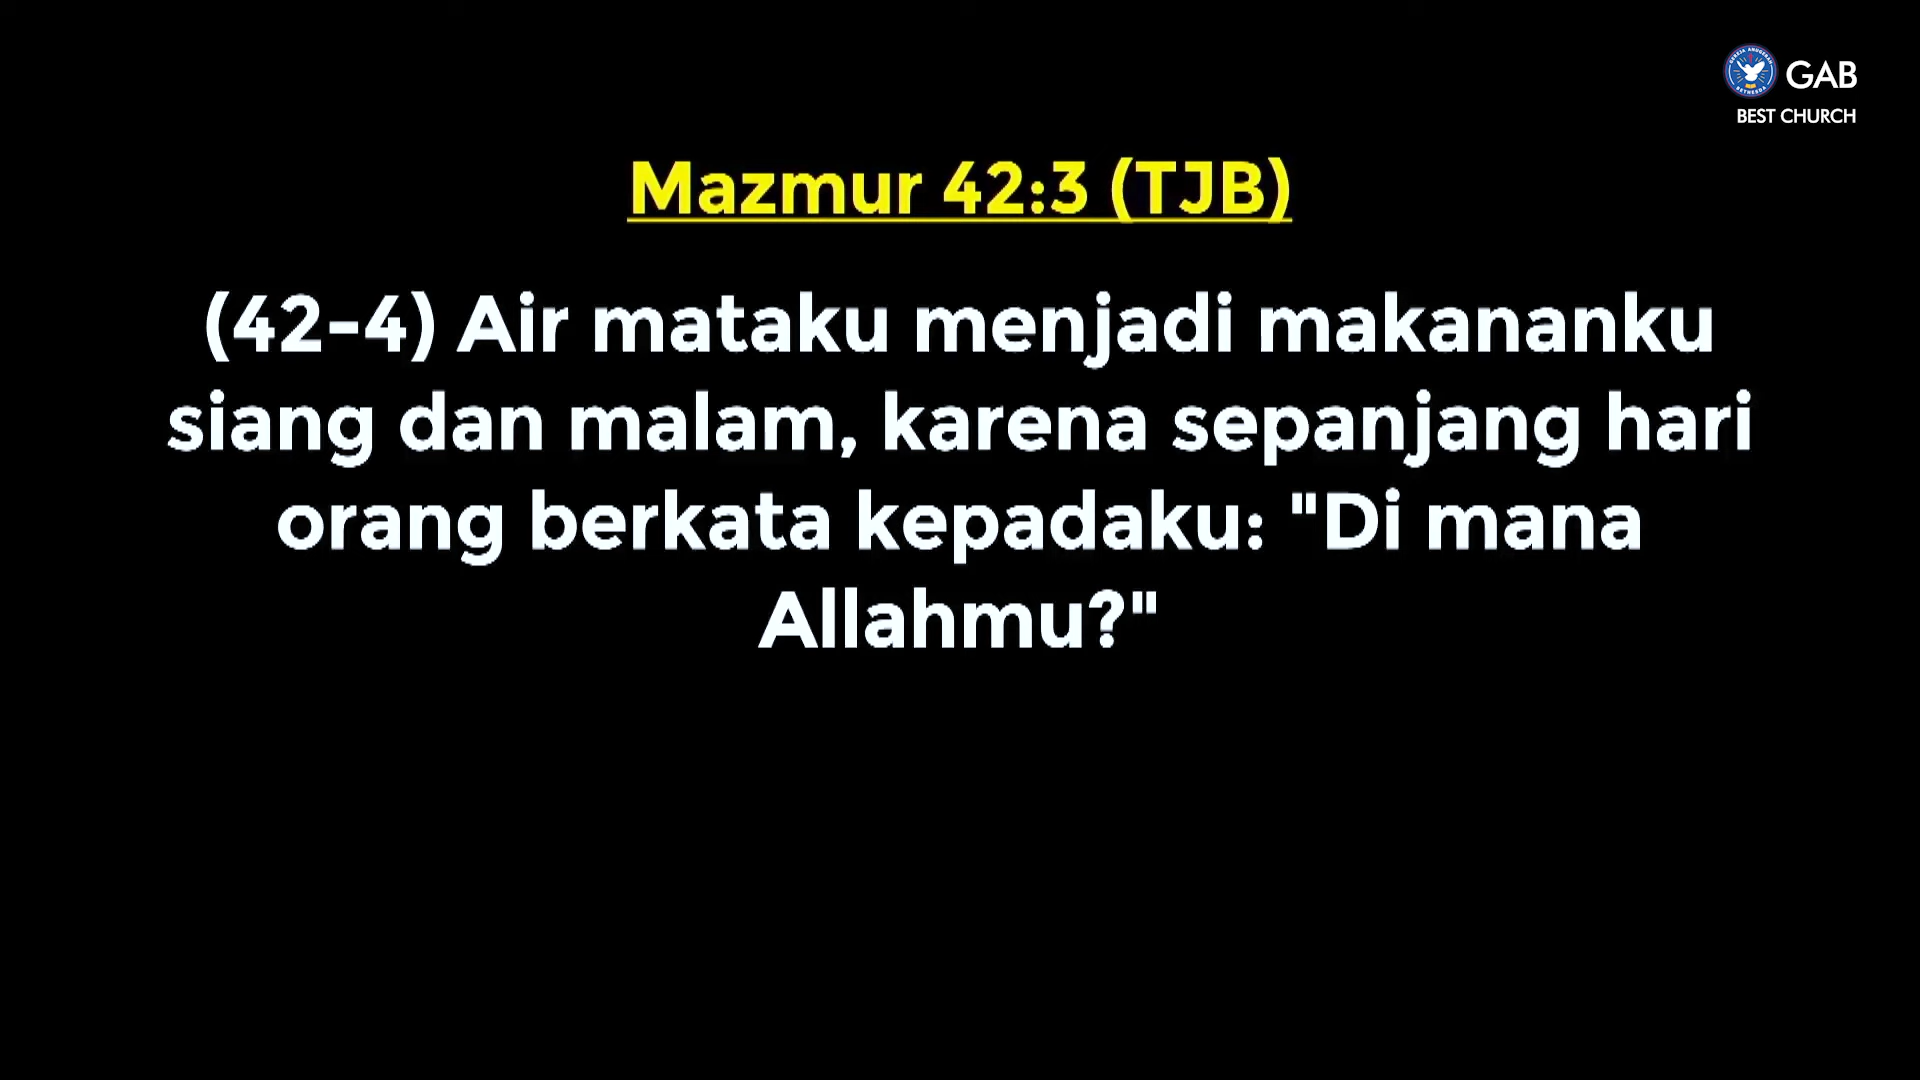 GAB
BEST CHURCH
Mazmur 42:3 (TJB)
(42-4) Air mataku menjadi makananku
siang dan malam, karena sepanjang hari
orang berkata kepadaku: "Di mana
Allahmu?"